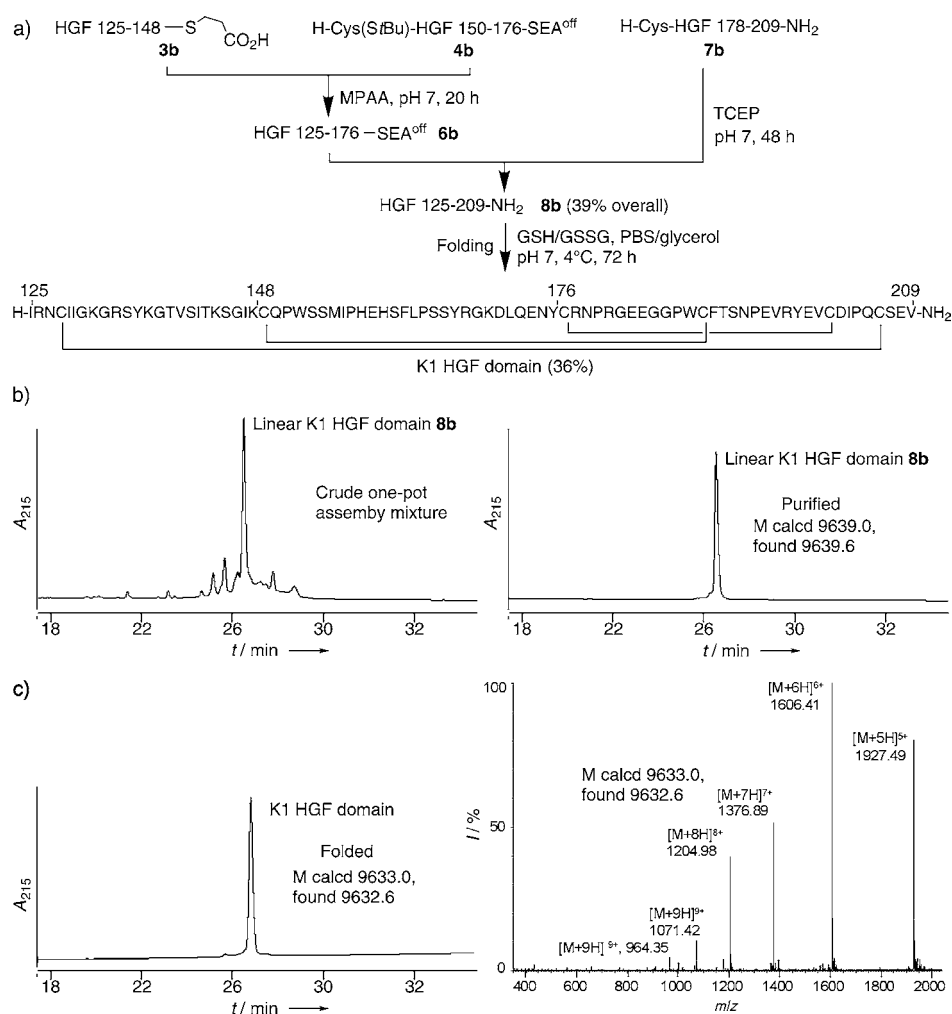 a)
HGF 125-148 S CO2H
3b
H-Cys(StBu)-HGF 150-176-SEAoff
4b
H-Cys-HGF 178-209-NH2
7b
MPAA, pH 7, 20 h
HGF 125-176 –SEAoff 6b
TCEP
pH 7, 48 h
HGF 125-209-NH2 8b (39% overall)
Folding
GSH/GSSG, PBS/glycerol
pH 7, 4°C, 72 h
125 148 176 209
H-IRNCIIGKGRSYKGTVSITKSGIKCQPWSSMIPHEHSFLPSSYRGKDLQENYCRNPRGEEGGPWCFTSNPEVRYEVCDIPQCSEV-NH2
K1 HGF domain (36%)
b)
Linear K1 HGF domain 8b
Crude one-pot
assemby mixture
A215
18 22 26 30 32
t / min
Linear K1 HGF domain 8b
Purified
M calcd 9639.0,
found 9639.6
A215
18 22 26 30 32
t / min
c)
K1 HGF domain
Folded
M calcd 9633.0,
found 9632.6
A215
18 22 26 30 32
t / min
100
50
0
I / %
M calcd 9633.0,
found 9632.6
[M+6H]6+
1606.41
[M+5H]5+
1927.49
[M+7H]7+
1376.89
[M+8H]8+
1204.98
[M+9H]9+
1071.42
[M+9H] 9+, 964.35
400 600 800 1000 1200 1400 1600 1800 2000
m/z